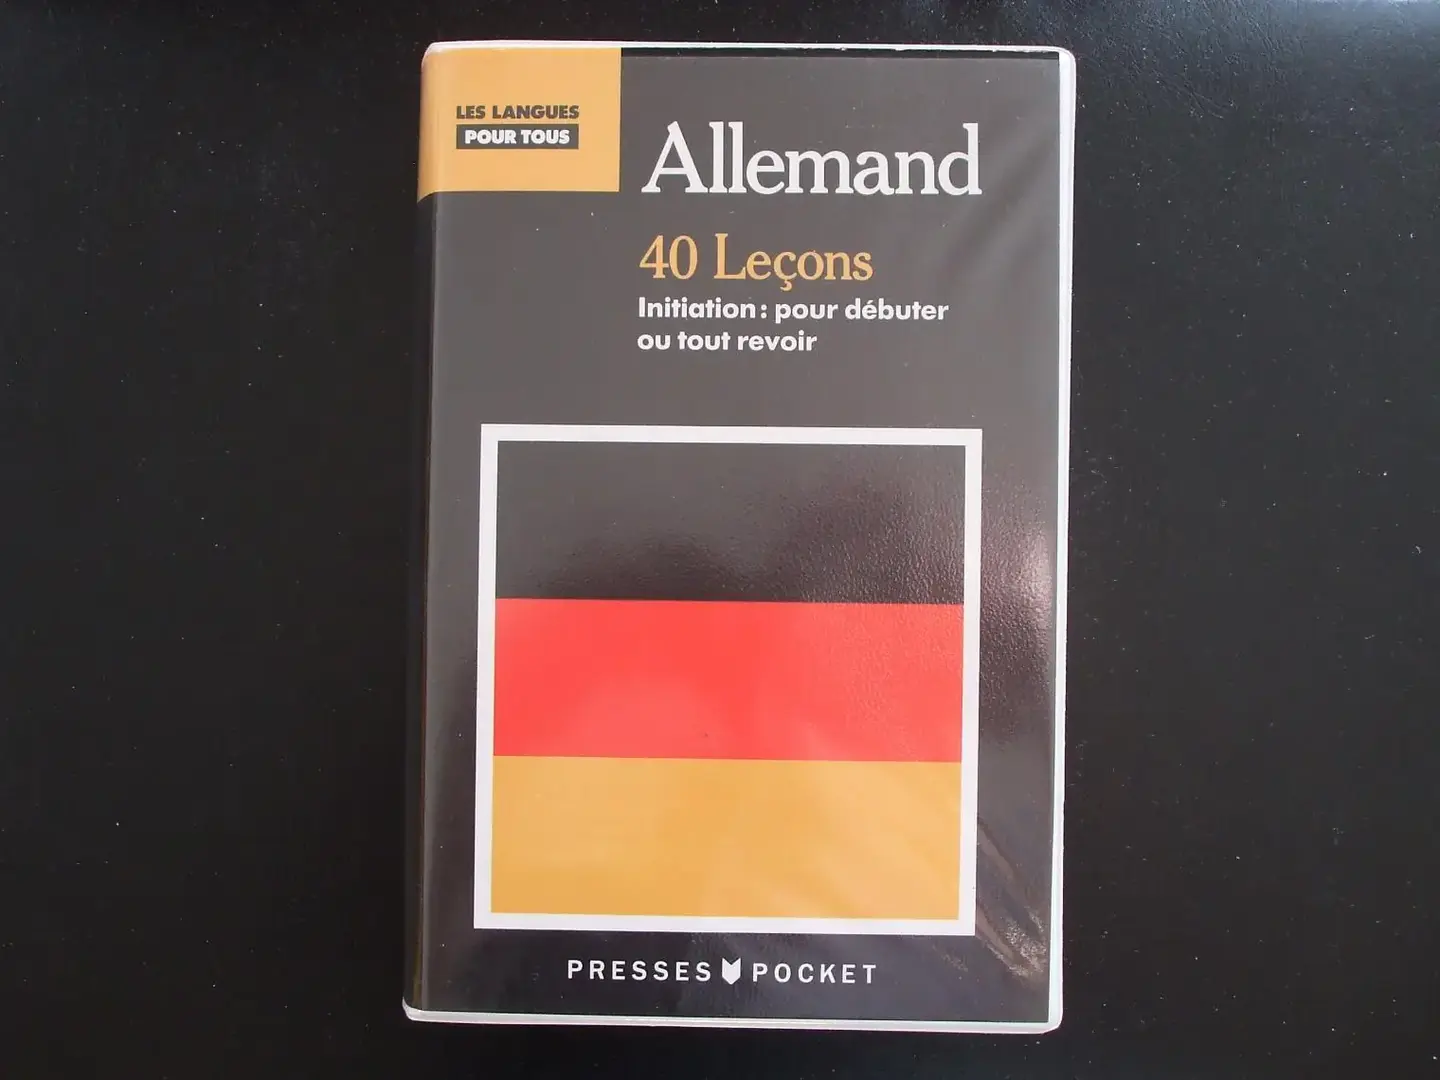 LES LANGUES
POUR TOUS
Allemand
40 Leçons
Initiation : pour débuter
ou tout revoir
PRESSES POCKET